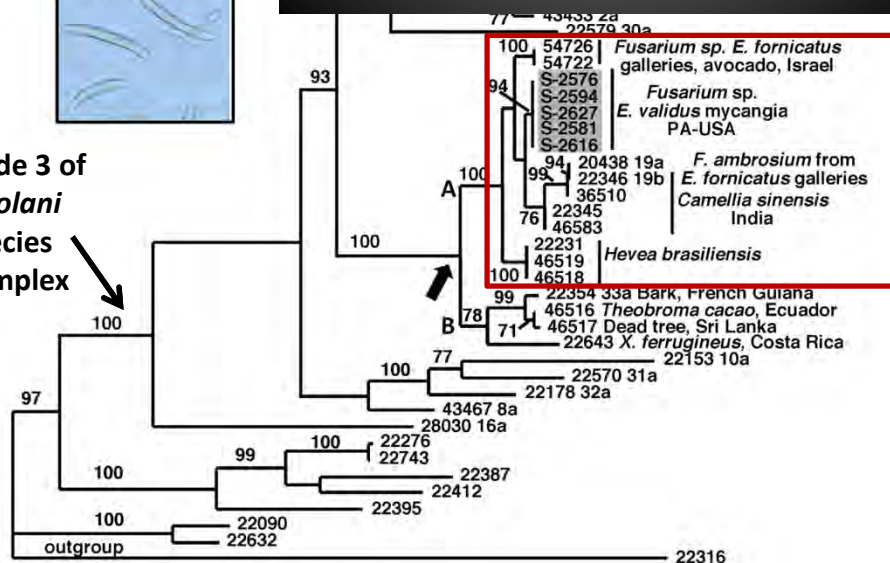 77 43433 2a
22579 30a
100 54726 Fusarium sp. E. fornicatus
54722 galleries, avocado, Israel
S-2576
94 S-2594 Fusarium sp.
S-2627 E. validus mycangia
S-2581 PA-USA
S-2616
93
de 3 of
olani
ecies
mplex
94 20438 19a F. ambrosium from
99 22346 19b E. fornicatus galleries
36510 Camellia sinensis
76 22345 India
46583
A 100
22231
46519 Hevea brasiliensis
100 46518
100
99 22354 33a Bark, French Guiana
46516 Theobroma cacao, Ecuador
B 78 71 46517 Dead tree, Sri Lanka
22643 X. ferrugineus, Costa Rica
100
77 22153 10a
100 22570 31a
22178 32a
43467 8a
28030 16a
97
100 22276
22743
99 22387
22412
100
22395
100 22090
22632
outgroup
22316